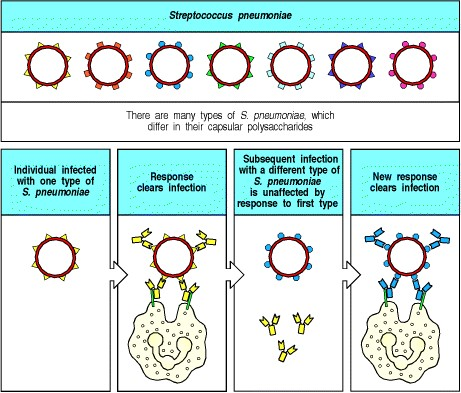 Streptococcus pneumoniae
There are many types of S. pneumoniae, which
differ in their capsular polysaccharides
Individual infected
with one type of
S. pneumoniae
Response
clears infection
Subsequent infection
with a different type of
S. pneumoniae
is unaffected by
response to first type
New response
clears infection